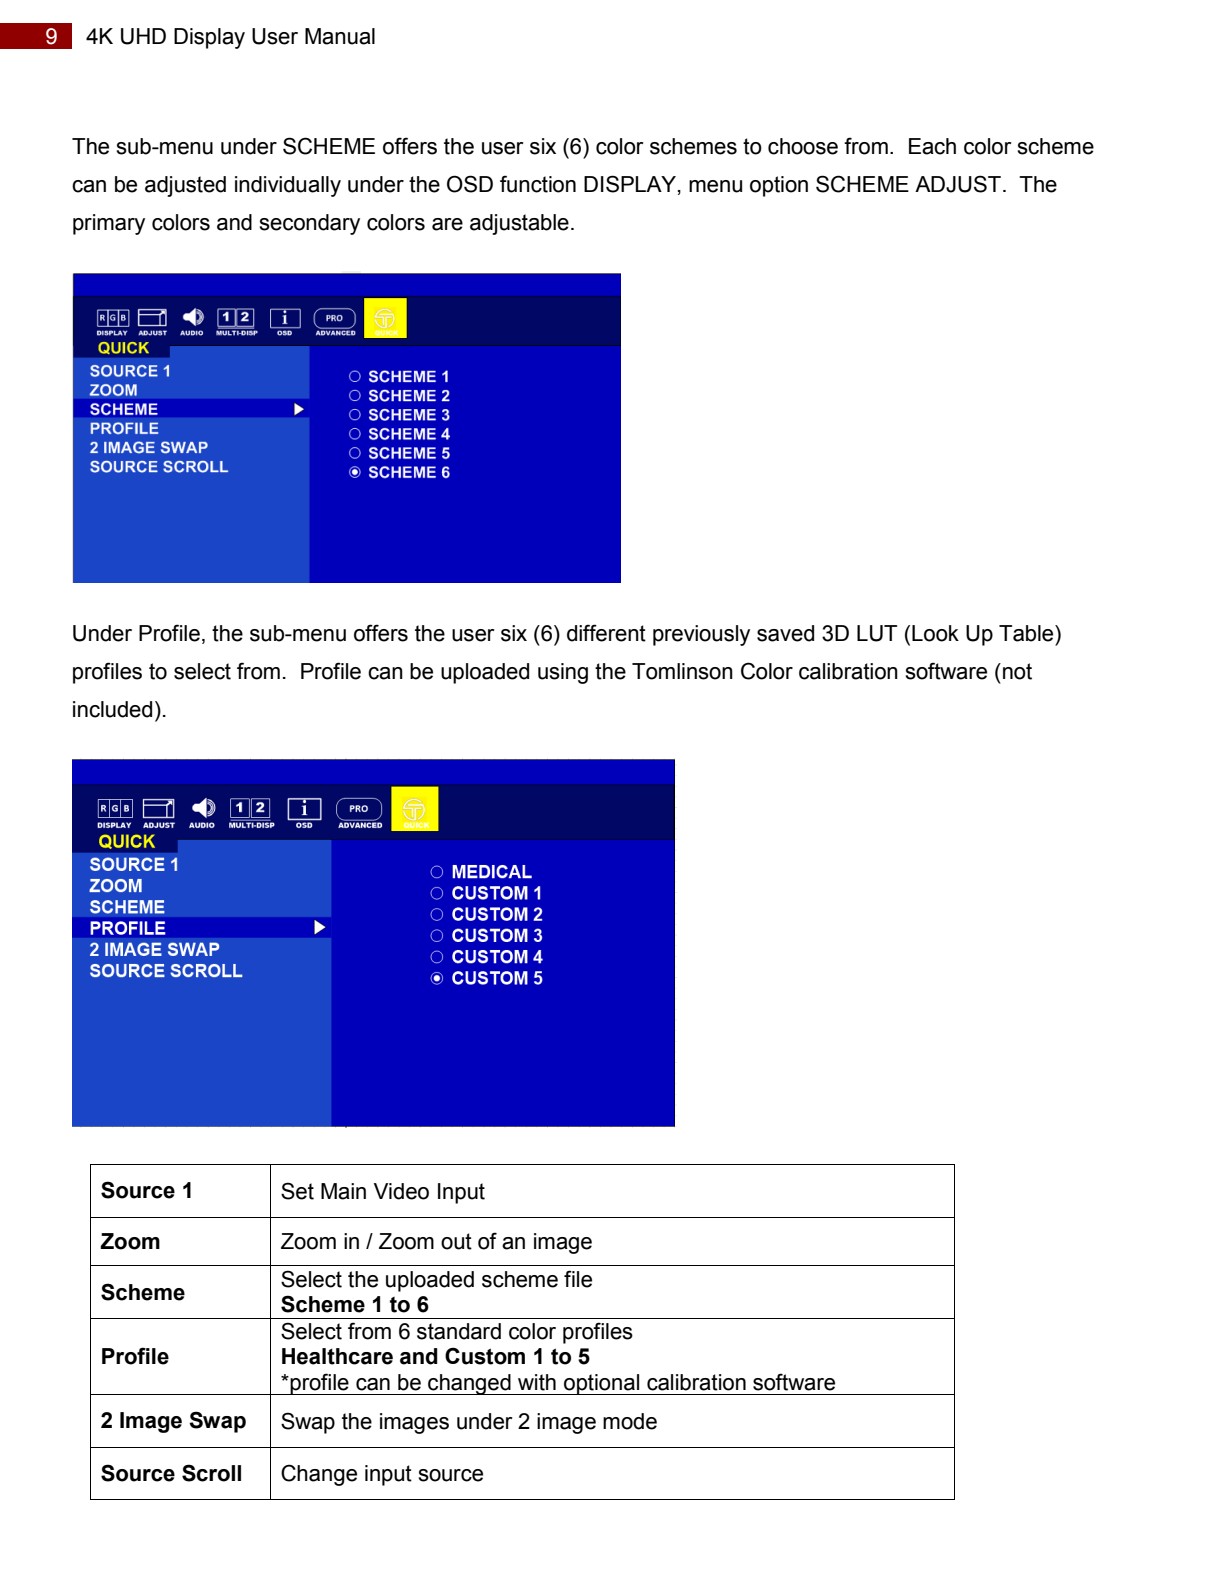 9 4K UHD Display User Manual
The sub-menu under SCHEME offers the user six (6) color schemes to choose from.  Each color scheme
can be adjusted individually under the OSD function DISPLAY, menu option SCHEME ADJUST.  The
primary colors and secondary colors are adjustable.
R G B 1 2 i PRO
DISPLAY ADJUST AUDIO MULTI-DISP OSD ADVANCED QUICK
QUICK
SOURCE 1
ZOOM
SCHEME
PROFILE
2 IMAGE SWAP
SOURCE SCROLL
SCHEME 1
SCHEME 2
SCHEME 3
SCHEME 4
SCHEME 5
SCHEME 6
Under Profile, the sub-menu offers the user six (6) different previously saved 3D LUT (Look Up Table)
profiles to select from.  Profile can be uploaded using the Tomlinson Color calibration software (not
included).
R G B 1 2 i PRO
DISPLAY ADJUST AUDIO MULTI-DISP OSD ADVANCED QUICK
QUICK
SOURCE 1
ZOOM
SCHEME
PROFILE
2 IMAGE SWAP
SOURCE SCROLL
MEDICAL
CUSTOM 1
CUSTOM 2
CUSTOM 3
CUSTOM 4
CUSTOM 5
Source 1 Set Main Video Input
Zoom Zoom in / Zoom out of an image
Scheme Select the uploaded scheme file
Scheme 1 to 6
Profile Select from 6 standard color profiles
Healthcare and Custom 1 to 5
*profile can be changed with optional calibration software
2 Image Swap Swap the images under 2 image mode
Source Scroll Change input source